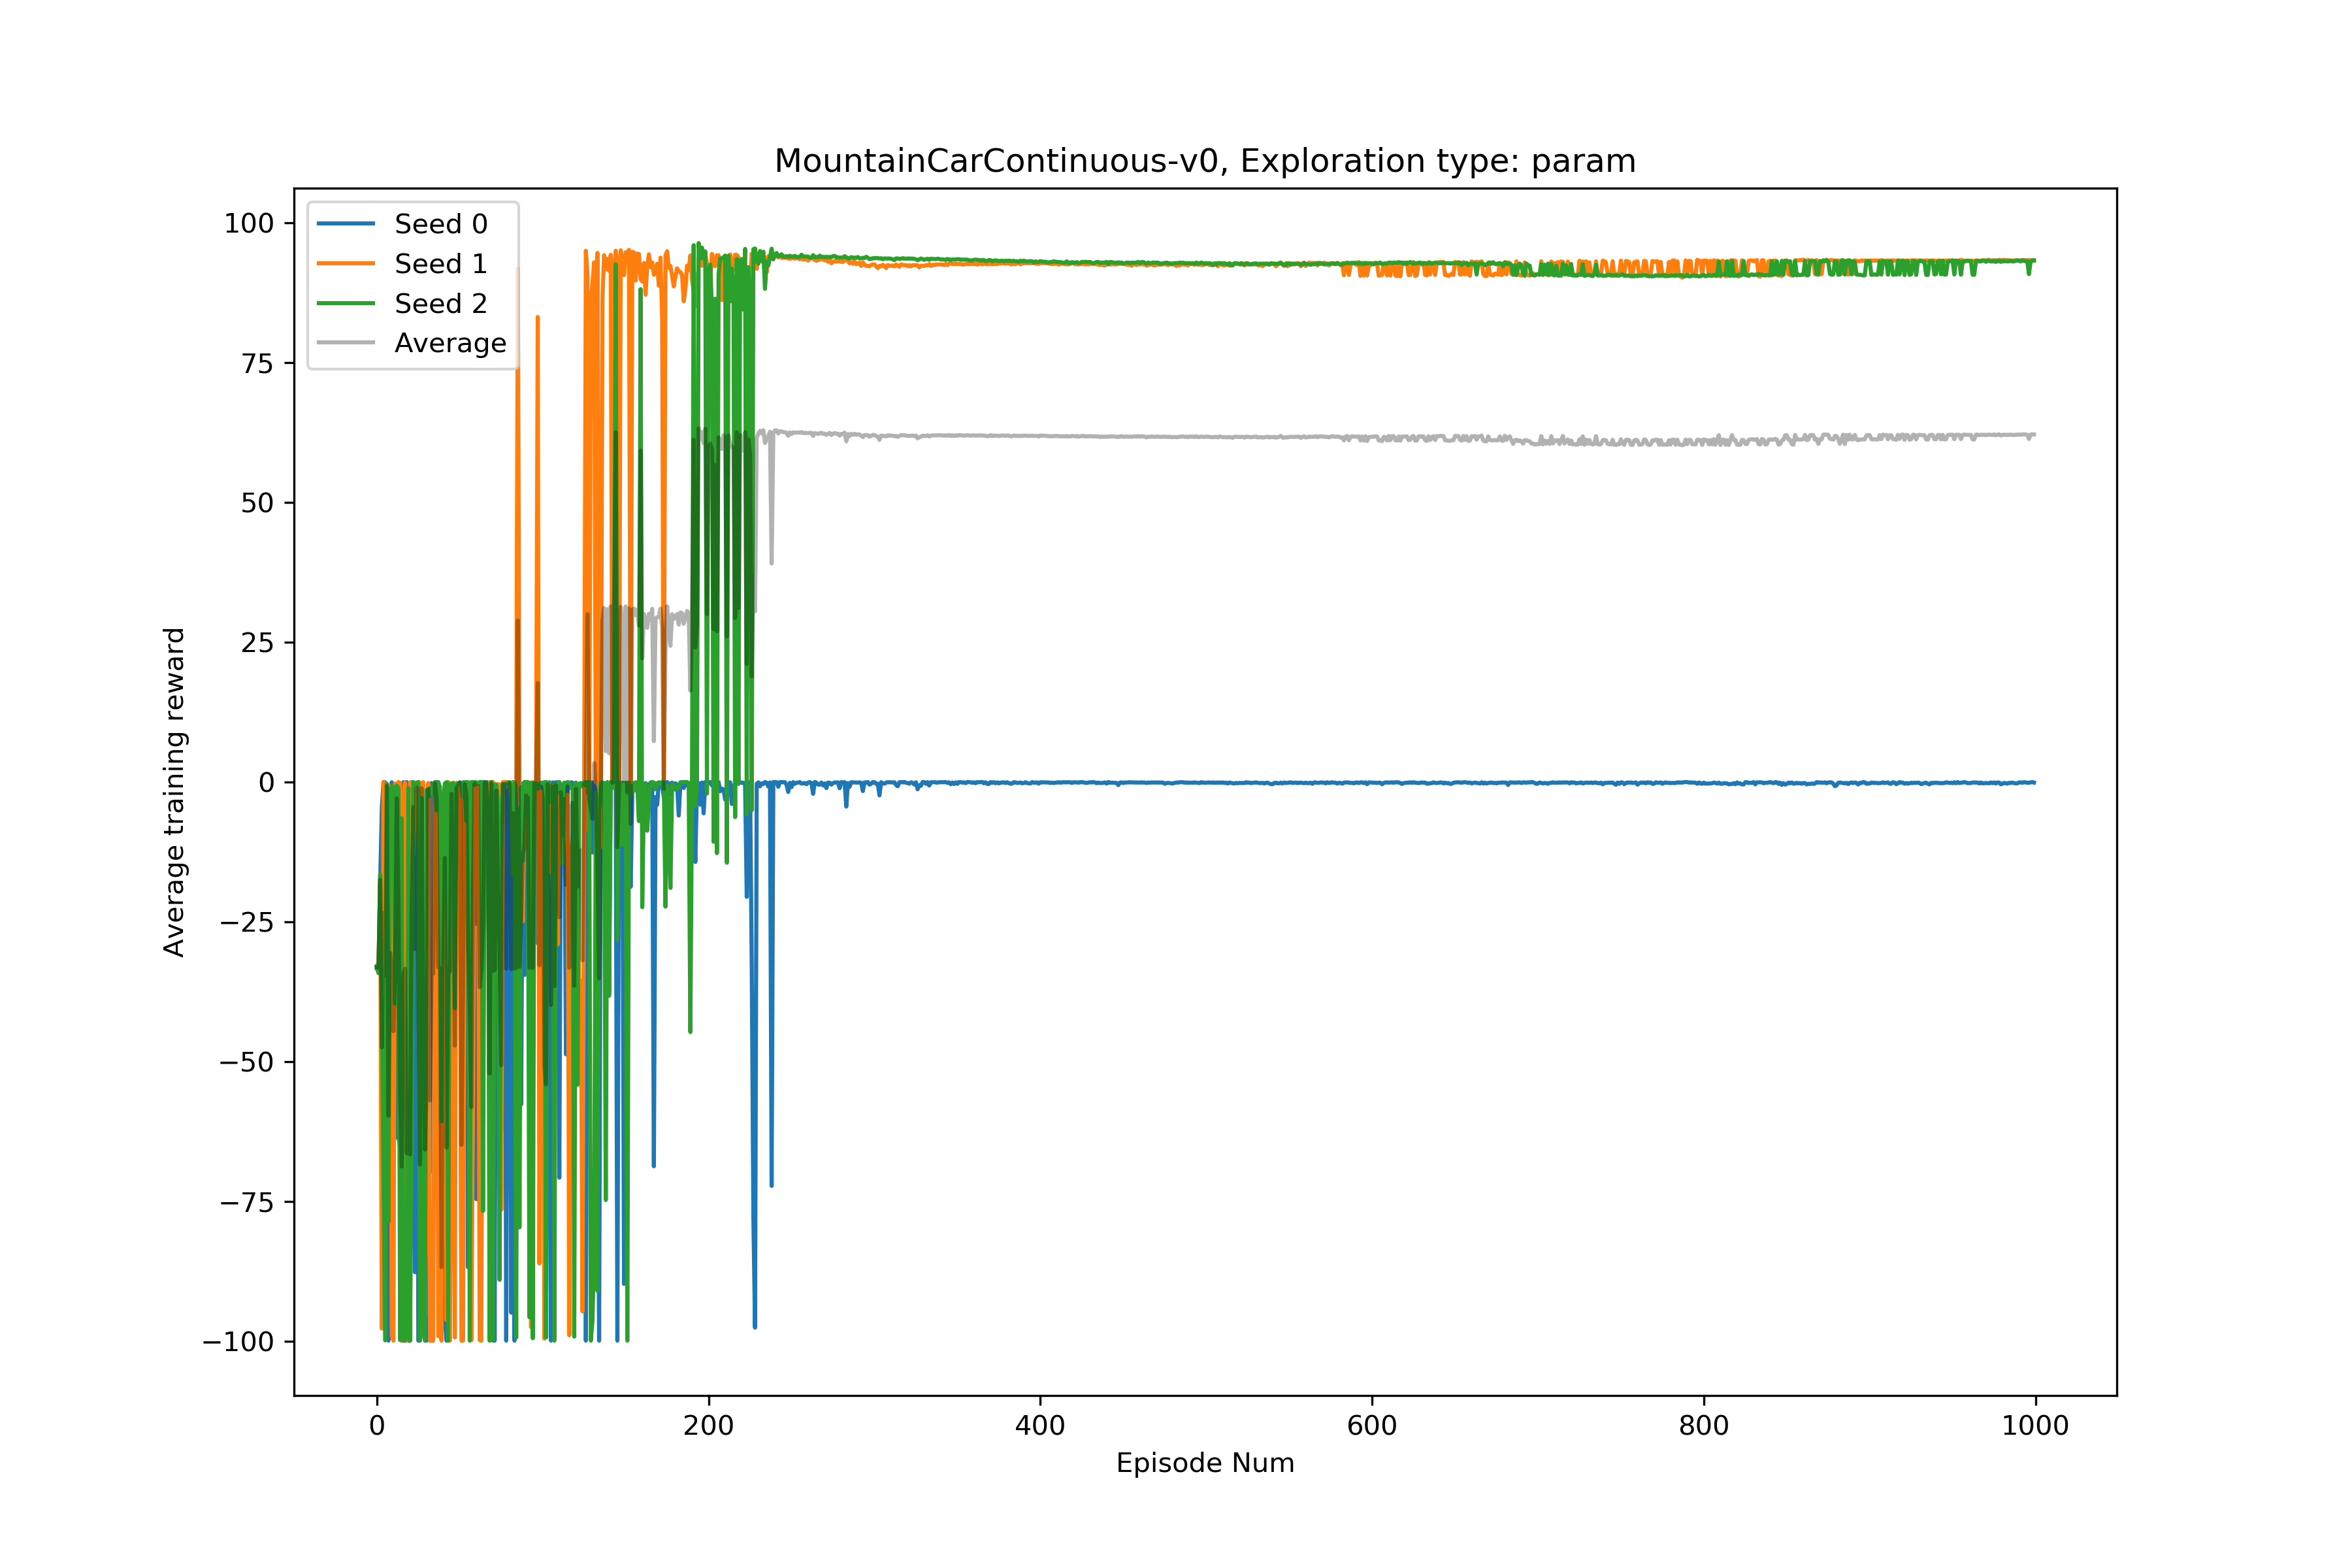 MountainCarContinuous-v0, Exploration type: param
Seed 0
Seed 1
Seed 2
Average
Average training reward
100
75
50
25
0
−25
−50
−75
−100
0 200 400 600 800 1000
Episode Num